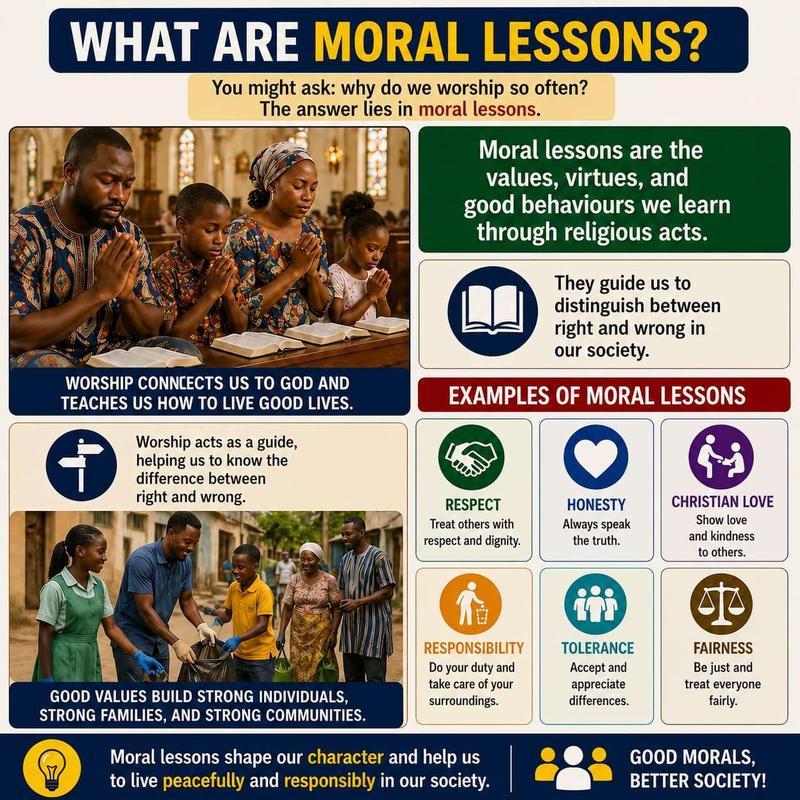 WHAT ARE MORAL LESSONS?
You might ask: why do we worship so often?
The answer lies in moral lessons.
WORSHIP CONNECTS US TO GOD AND
TEACHES US HOW TO LIVE GOOD LIVES.
Moral lessons are the
values, virtues, and
good behaviours we learn
through religious acts.
They guide us to
distinguish between
right and wrong in
our society.
Worship acts as a guide,
helping us to know the
difference between
right and wrong.
GOOD VALUES BUILD STRONG INDIVIDUALS,
STRONG FAMILIES, AND STRONG COMMUNITIES.
EXAMPLES OF MORAL LESSONS
RESPECT
Treat others with
respect and dignity.
HONESTY
Always speak
the truth.
CHRISTIAN LOVE
Show love
and kindness
to others.
RESPONSIBILITY
Do your duty and
take care of your
surroundings.
TOLERANCE
Accept and
appreciate
differences.
FAIRNESS
Be just and
treat everyone
fairly.
Moral lessons shape our character and help us
to live peacefully and responsibly in our society.
GOOD MORALS,
BETTER SOCIETY!